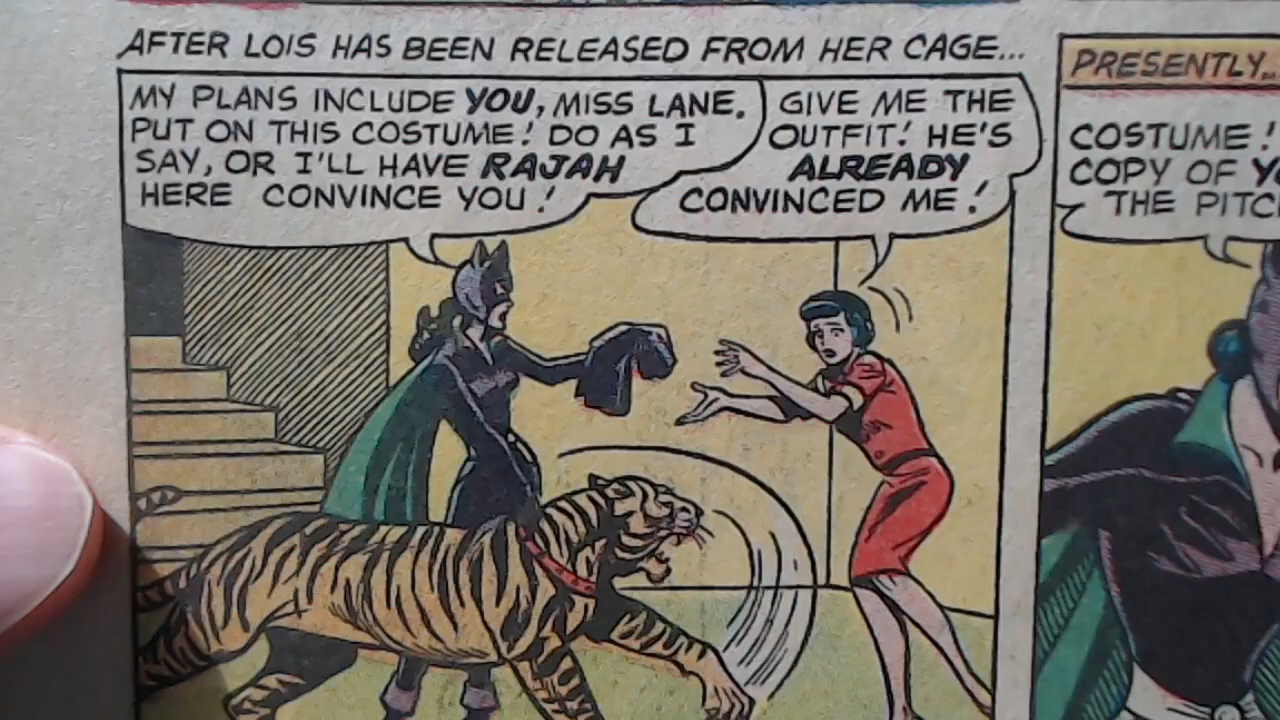 AFTER LOIS HAS BEEN RELEASED FROM HER CAGE...
MY PLANS INCLUDE YOU, MISS LANE.
PUT ON THIS COSTUME! DO AS I
SAY, OR I'LL HAVE RAJAH
HERE CONVINCE YOU!
GIVE ME THE
OUTFIT! HE'S
ALREADY
CONVINCED ME!
PRESENTLY...
COSTUME!
COPY OF
THE